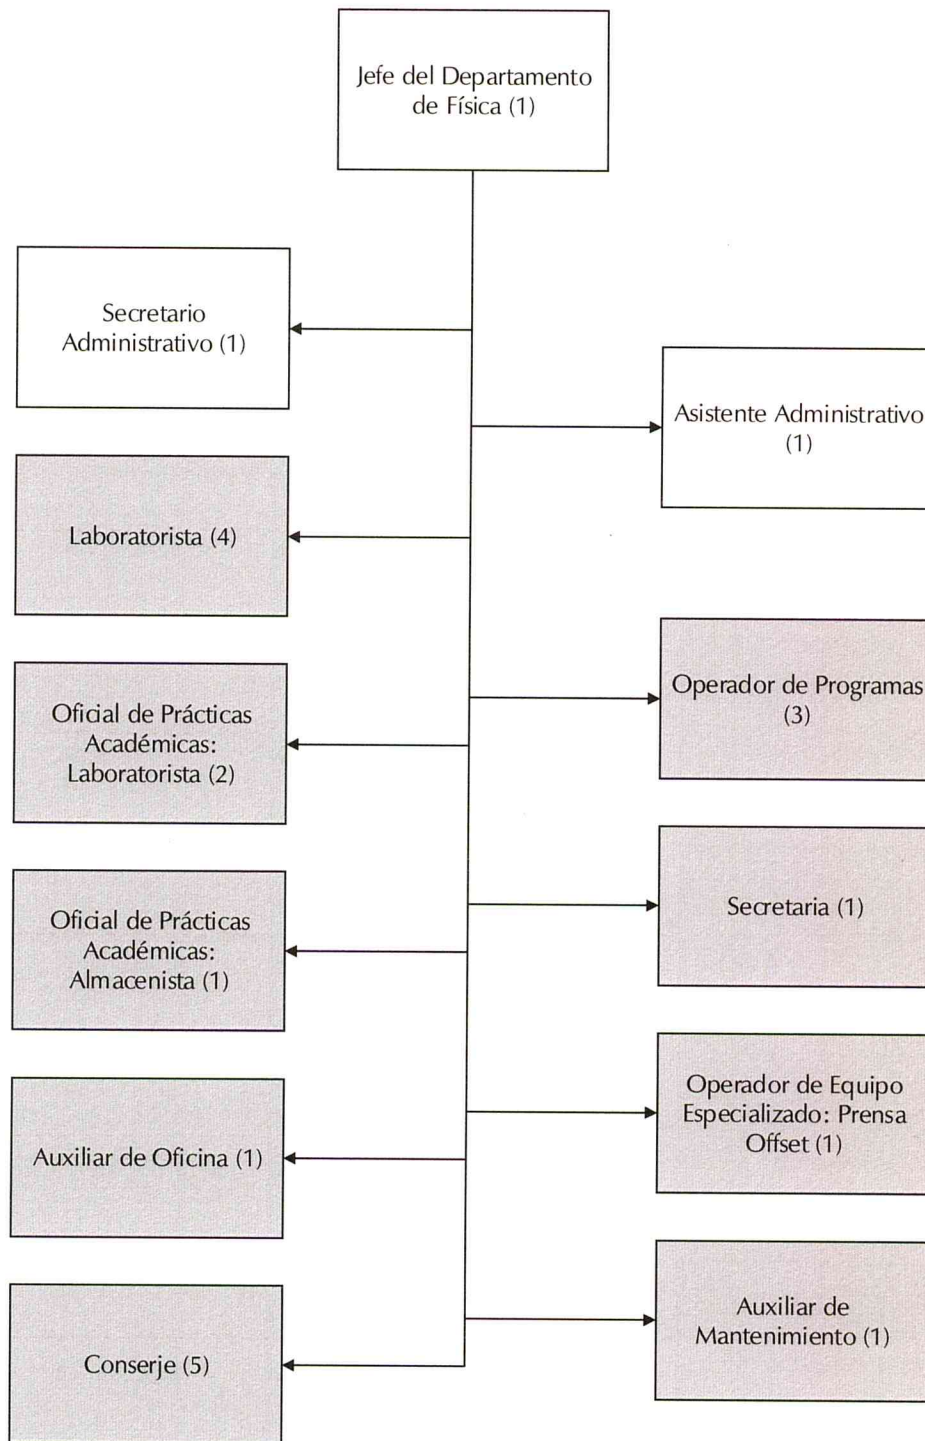 Jefe del Departamento
de Física (1)
Secretario
Administrativo (1)
Asistente Administrativo
(1)
Laboratorista (4)
Operador de Programas
(3)
Oficial de Prácticas
Académicas:
Laboratorista (2)
Secretaria (1)
Oficial de Prácticas
Académicas:
Almacenista (1)
Operador de Equipo
Especializado: Prensa
Offset (1)
Auxiliar de Oficina (1)
Auxiliar de
Mantenimiento (1)
Conserje (5)